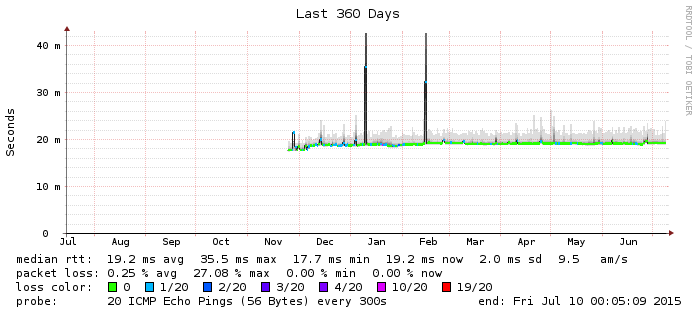 Last 360 Days
RRDTOOL / TOBI OETIKER
Seconds
40 m
30 m
20 m
10 m
0
Jul Aug Sep Oct Nov Dec Jan Feb Mar Apr May Jun
median rtt: 19.2 ms avg 35.5 ms max 17.7 ms min 19.2 ms now 2.0 ms sd 9.5 am/s
packet loss: 0.25 % avg 27.08 % max 0.00 % min 0.00 % now
loss color: 0 1/20 2/20 3/20 4/20 10/20 19/20
probe: 20 ICMP Echo Pings (56 Bytes) every 300s end: Fri Jul 10 00:05:09 2015